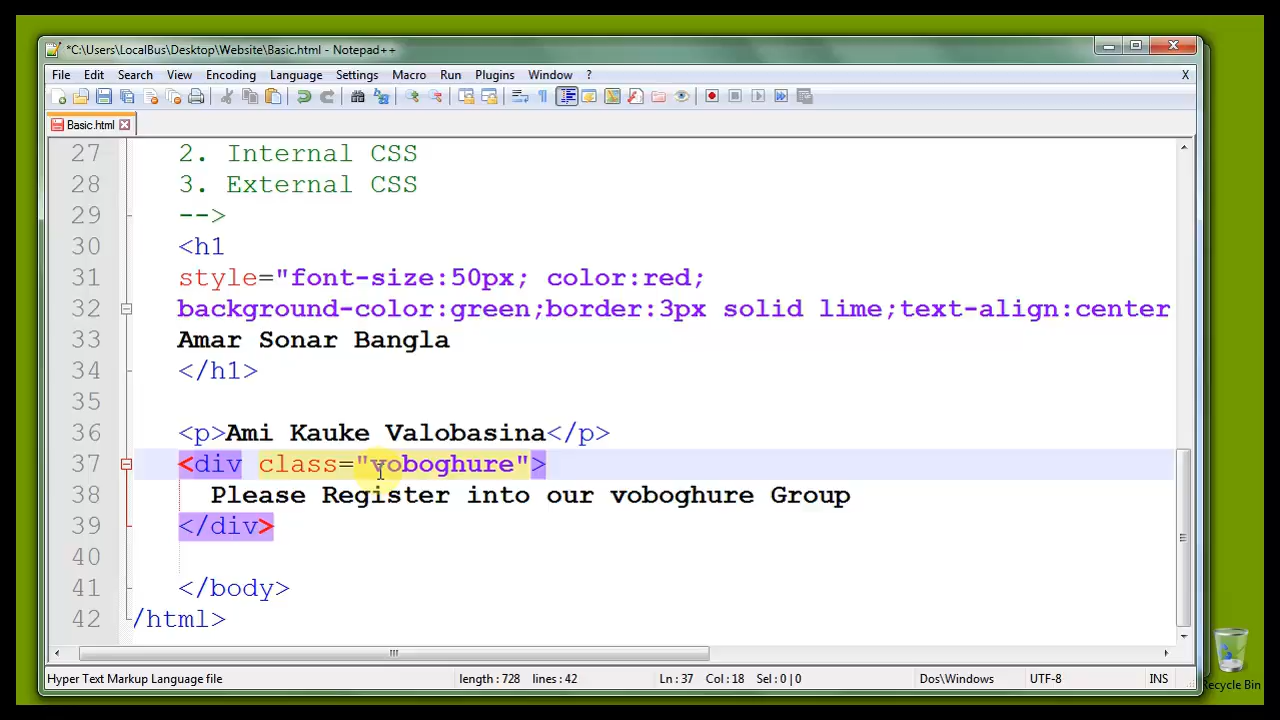 *C:\Users\LocalBus\Desktop\Website\Basic.html - Notepad++
File Edit Search View Encoding Language Settings Macro Run Plugins Window ? X
Basic.html
27 2. Internal CSS
28 3. External CSS
29 -->
30 <h1
31 style="font-size:50px; color:red;
32 background-color:green;border:3px solid lime;text-align:center
33 Amar Sonar Bangla
34 </h1>
35
36 <p>Ami Kauke Valobasina</p>
37 <div class="voboghure">
38 Please Register into our voboghure Group
39 </div>
40
41 </body>
42 /html>
Hyper Text Markup Language file length : 728 lines : 42 Ln : 37 Col : 18 Sel : 0 | 0 Dos\Windows UTF-8 INS
Recycle Bin